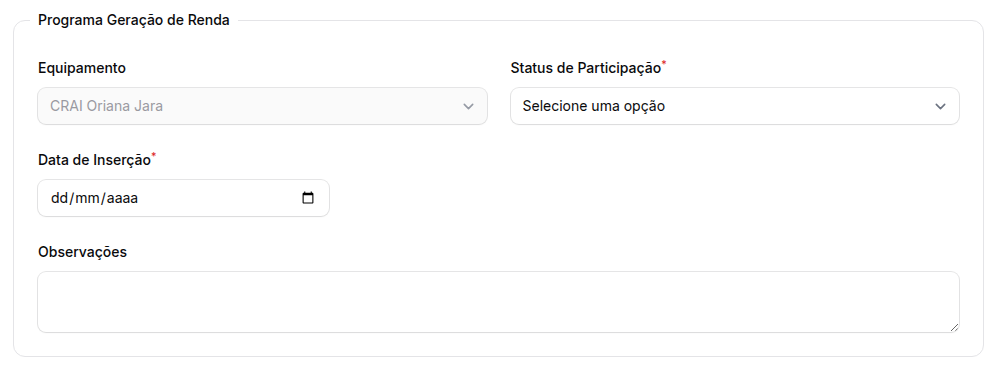 Programa Geração de Renda
Equipamento
Status de Participação*
CRAI Oriana Jara
Selecione uma opção
Data de Inserção*
dd/mm/aaaa
Observações